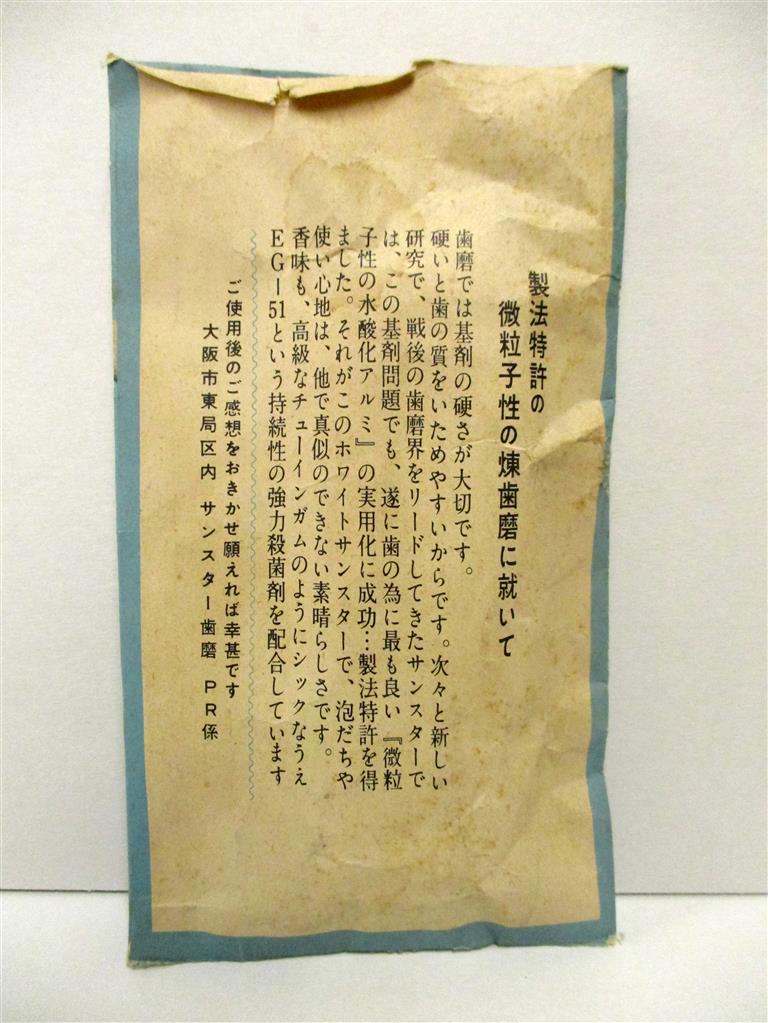 製法特許の
微粒子性の煉歯磨に就いて
歯磨では基剤の硬さが大切です。
硬いと歯の質をいためやすいからです。次々と新しい
研究で、戦後の歯磨界をリードしてきたサンスターで
は、この基剤問題でも、遂に歯の為に最も良い『微粒
子性の水酸化アルミ』の実用化に成功…製法特許を得
ました。それがこのホワイトサンスターで、泡だちや
使い心地は、他で真似のできない素晴らしさです。
香味も、高級なチューインガムのようにシックなうえ
EG−51という持続性の強力殺菌剤を配合しています
ご使用後のご感想をおきかせ願えれば幸甚です
大阪市東局区内 サンスター歯磨 PR係